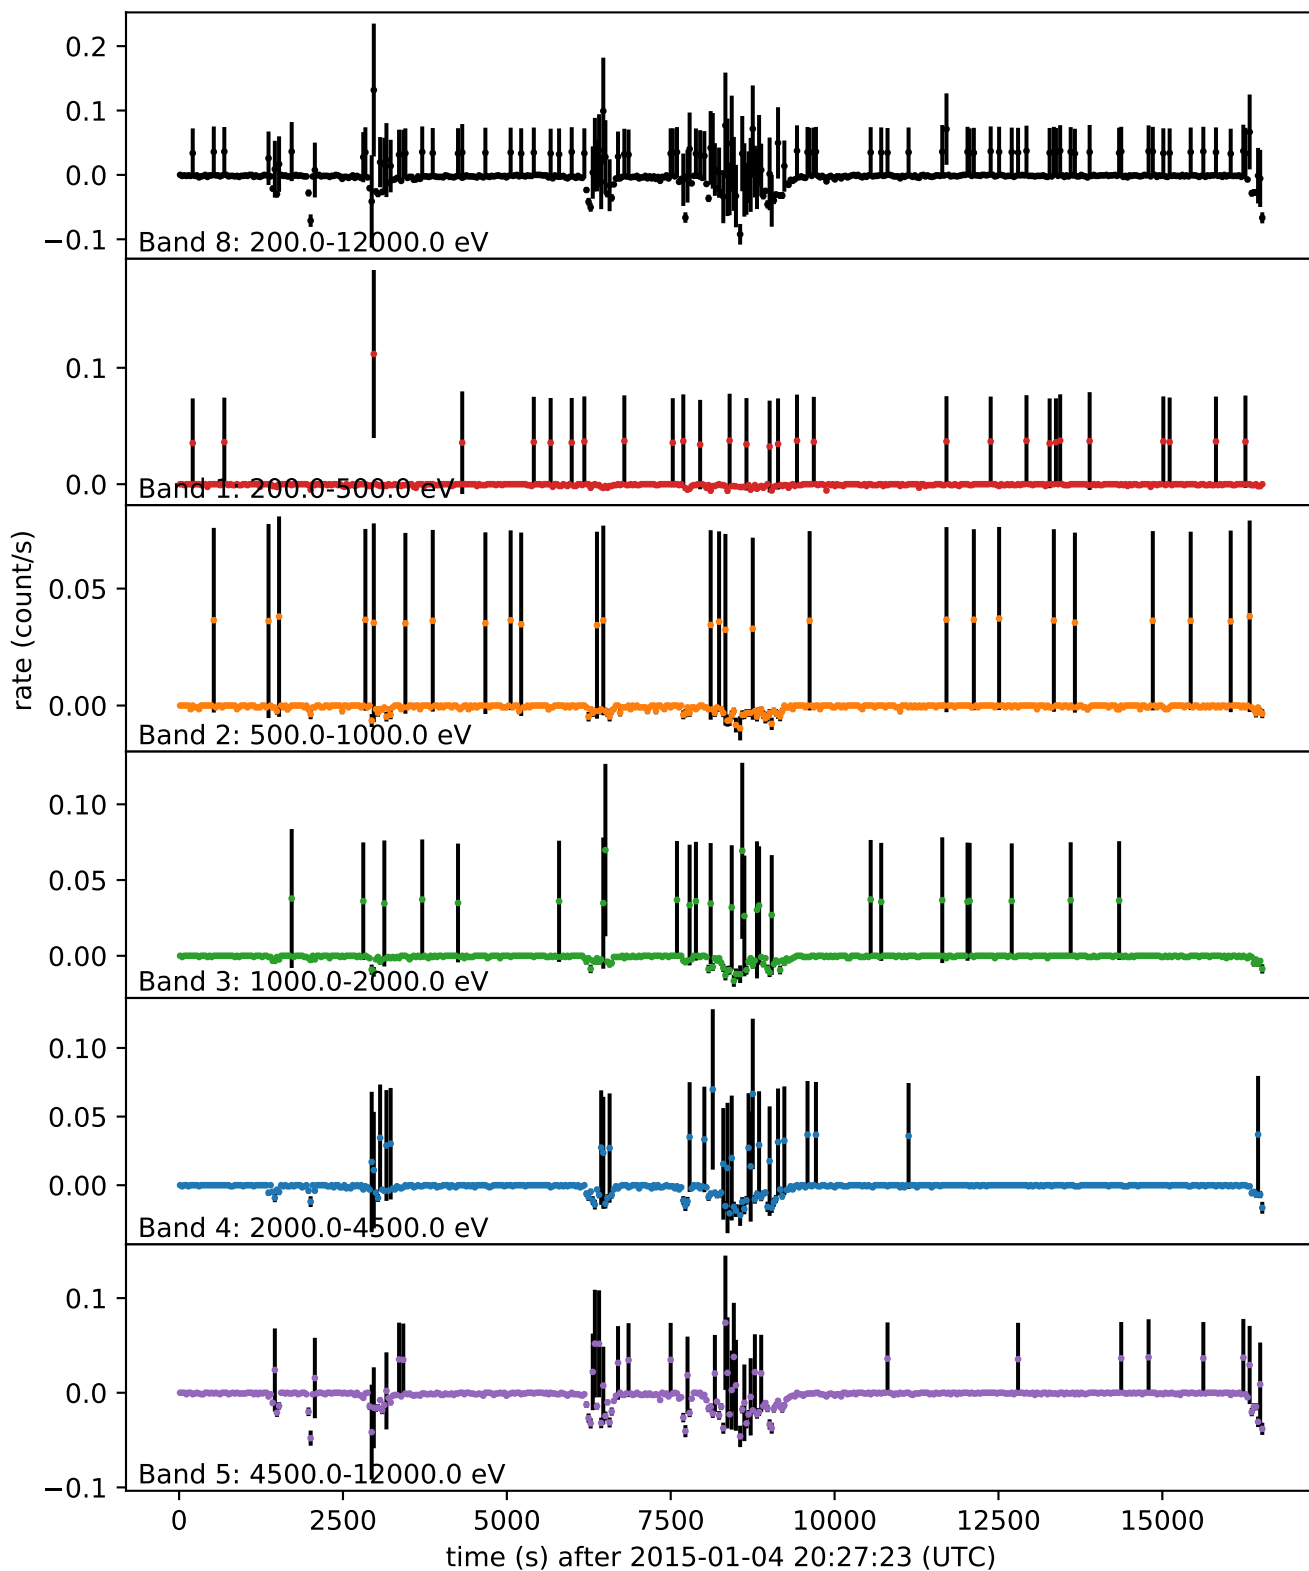 0.2
0.1
0.0
−0.1
Band 8: 200.0-12000.0 eV
0.1
0.0
Band 1: 200.0-500.0 eV
rate (count/s)
0.05
0.00
Band 2: 500.0-1000.0 eV
0.10
0.05
0.00
Band 3: 1000.0-2000.0 eV
0.10
0.05
0.00
Band 4: 2000.0-4500.0 eV
0.1
0.0
−0.1
Band 5: 4500.0-12000.0 eV
0 2500 5000 7500 10000 12500 15000
time (s) after 2015-01-04 20:27:23 (UTC)